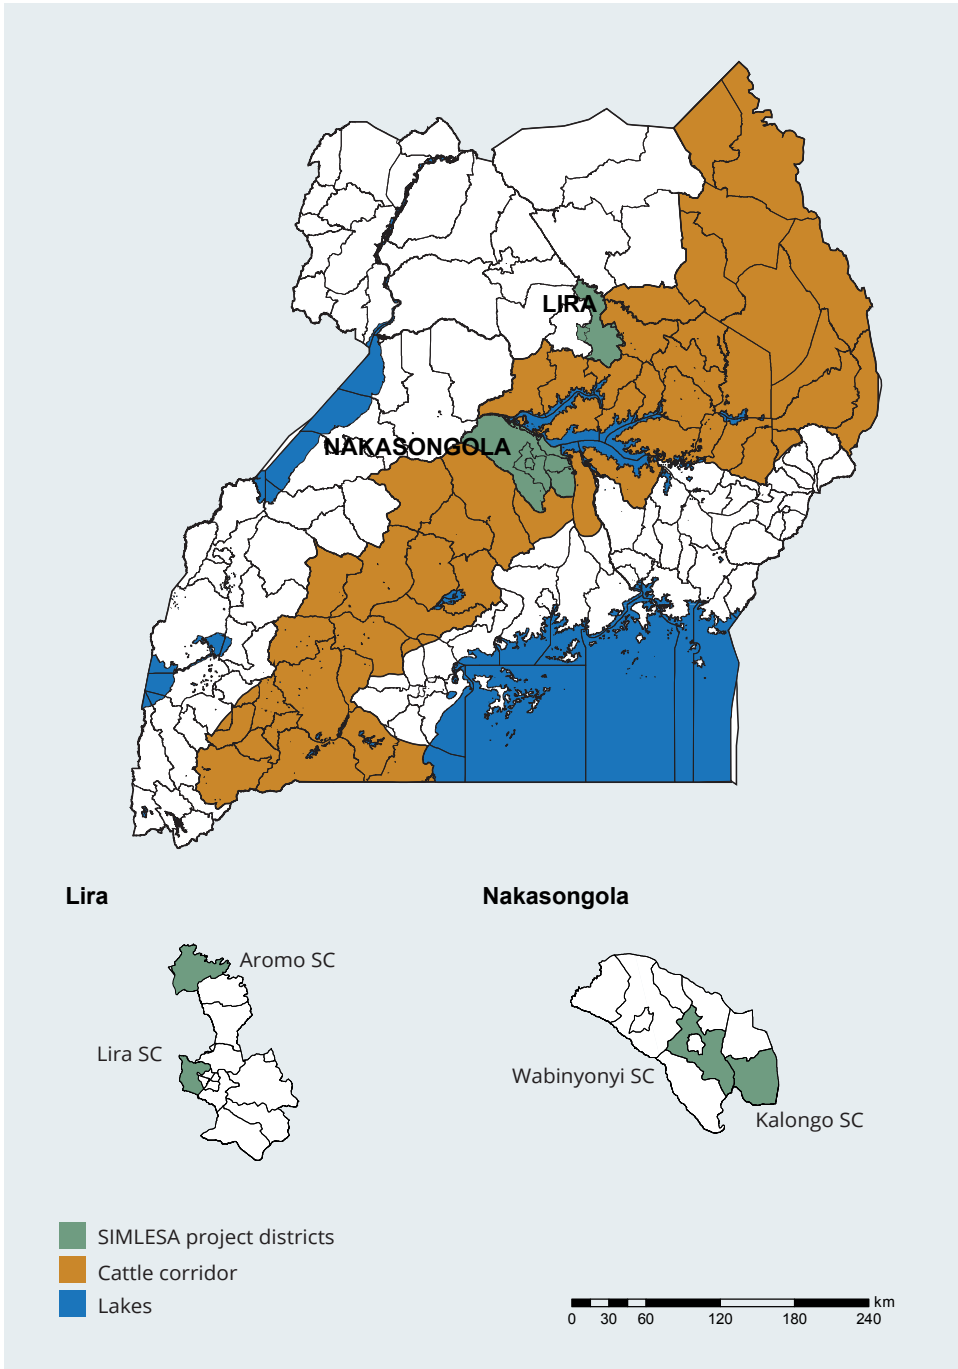 LIRA
NAKASONGOLA
Lira
Nakasongola
Aromo SC
Lira SC
Wabinyonyi SC
Kalongo SC
SIMLESA project districts
Cattle corridor
Lakes
km
0 30 60 120 180 240